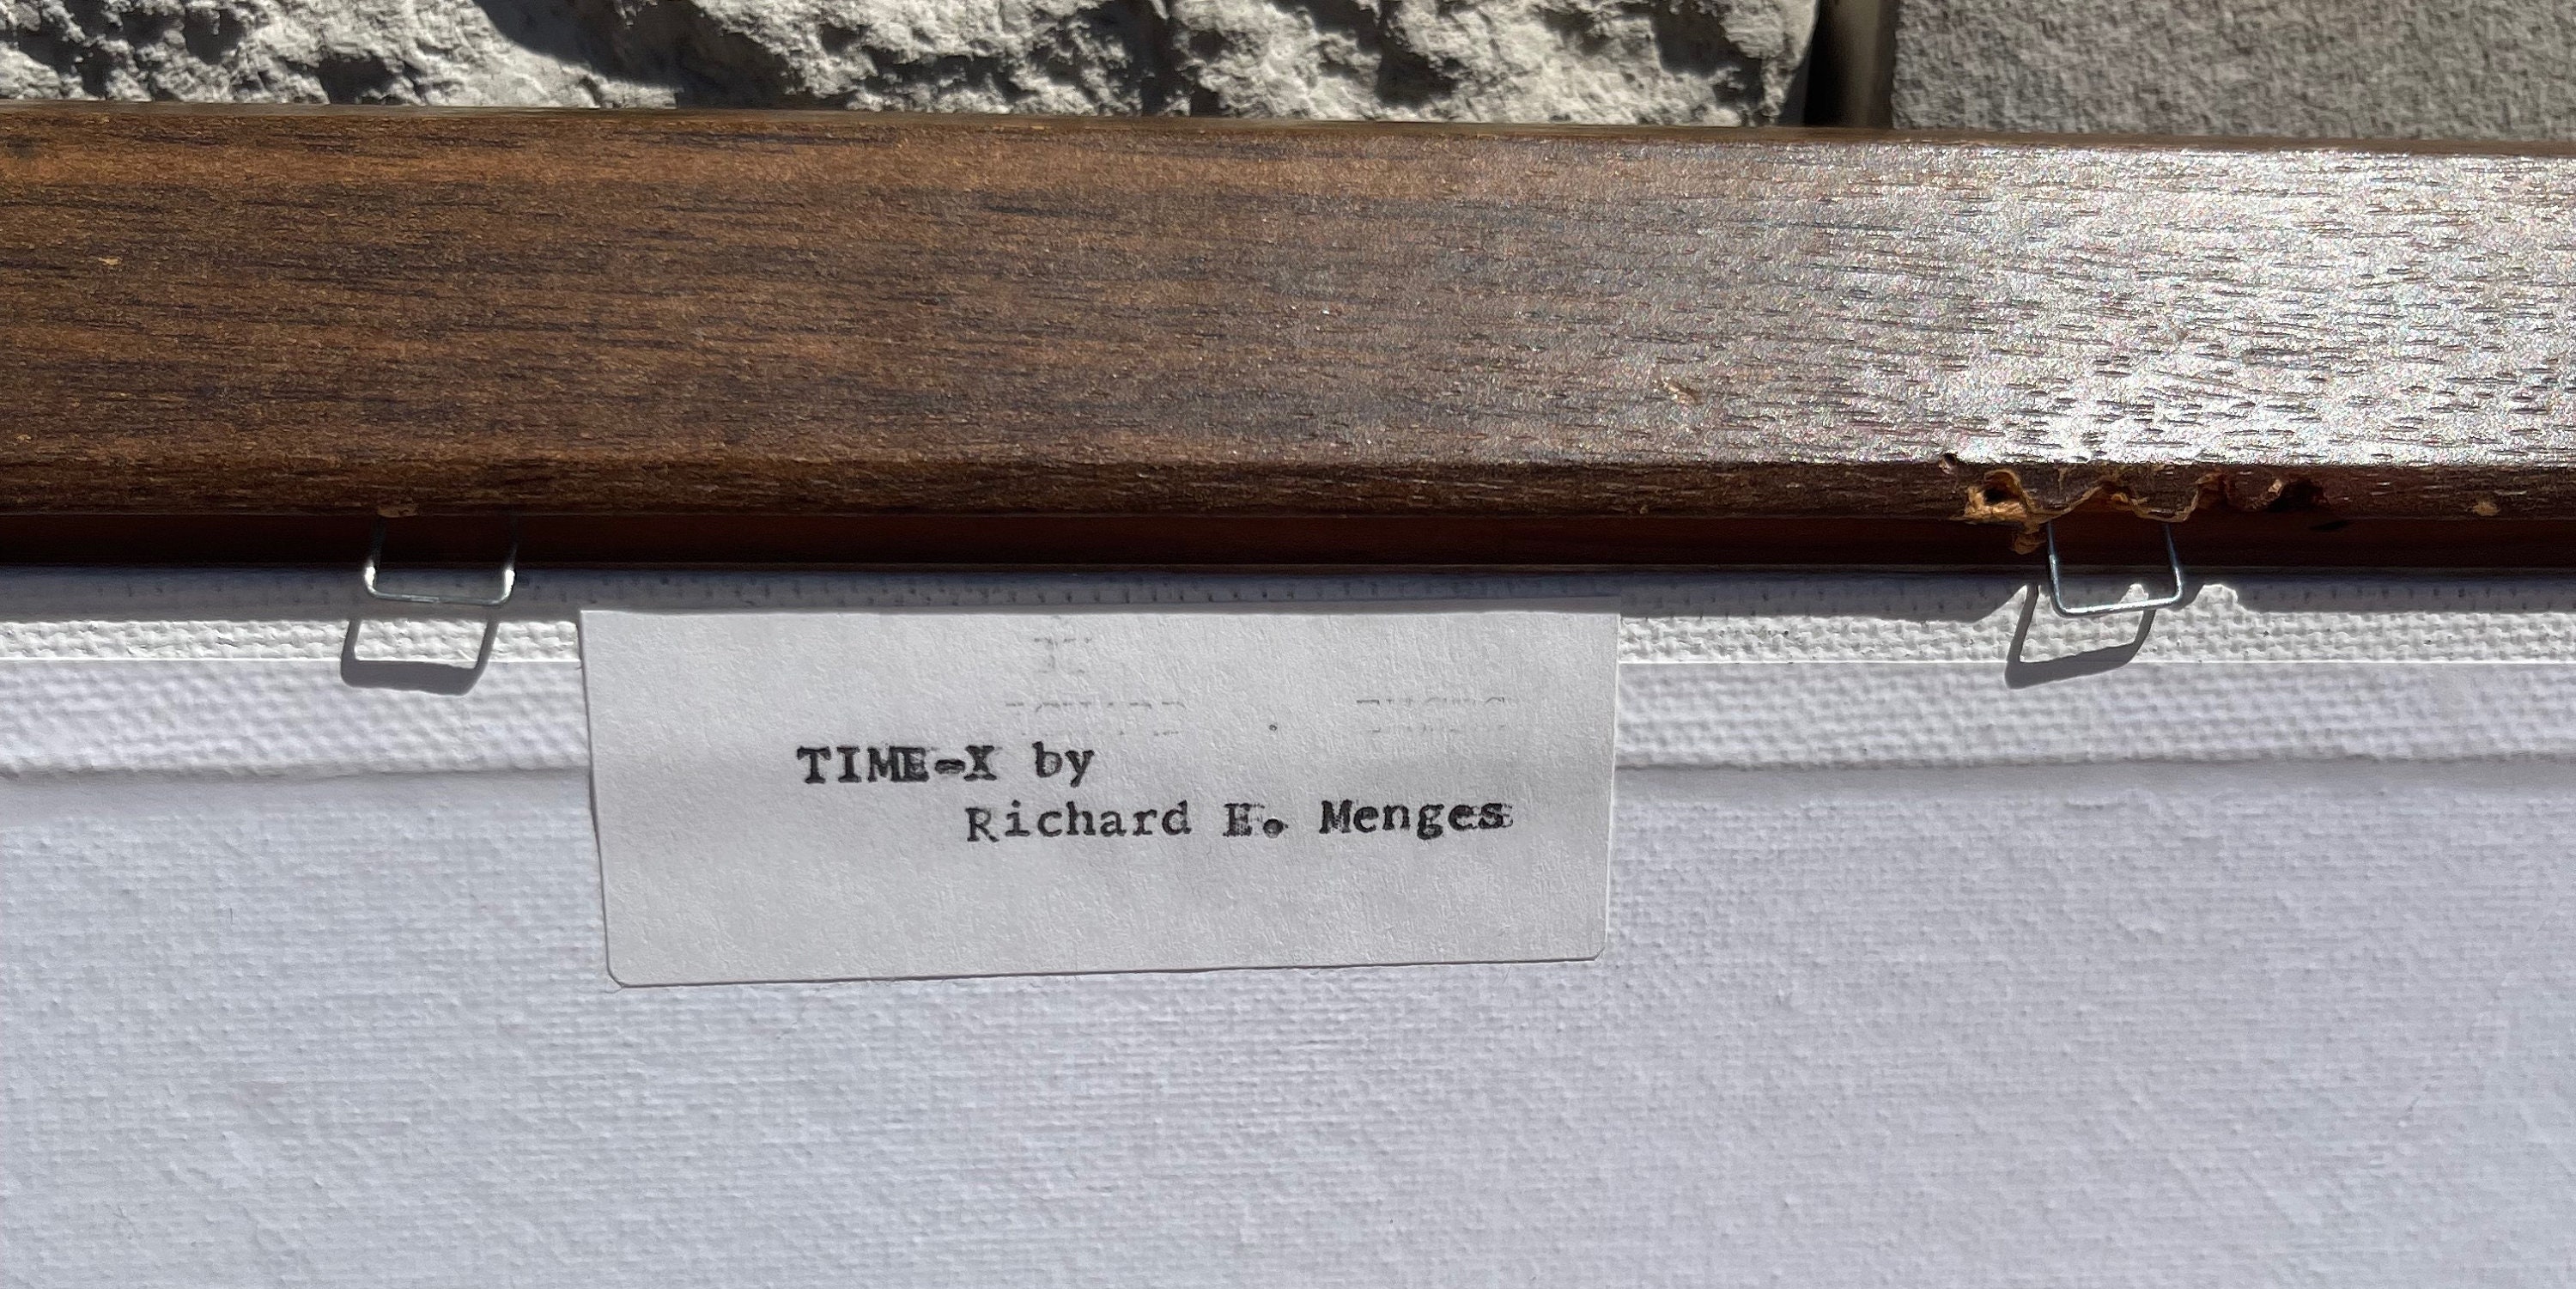 TIME-X by
Richard E. Menges